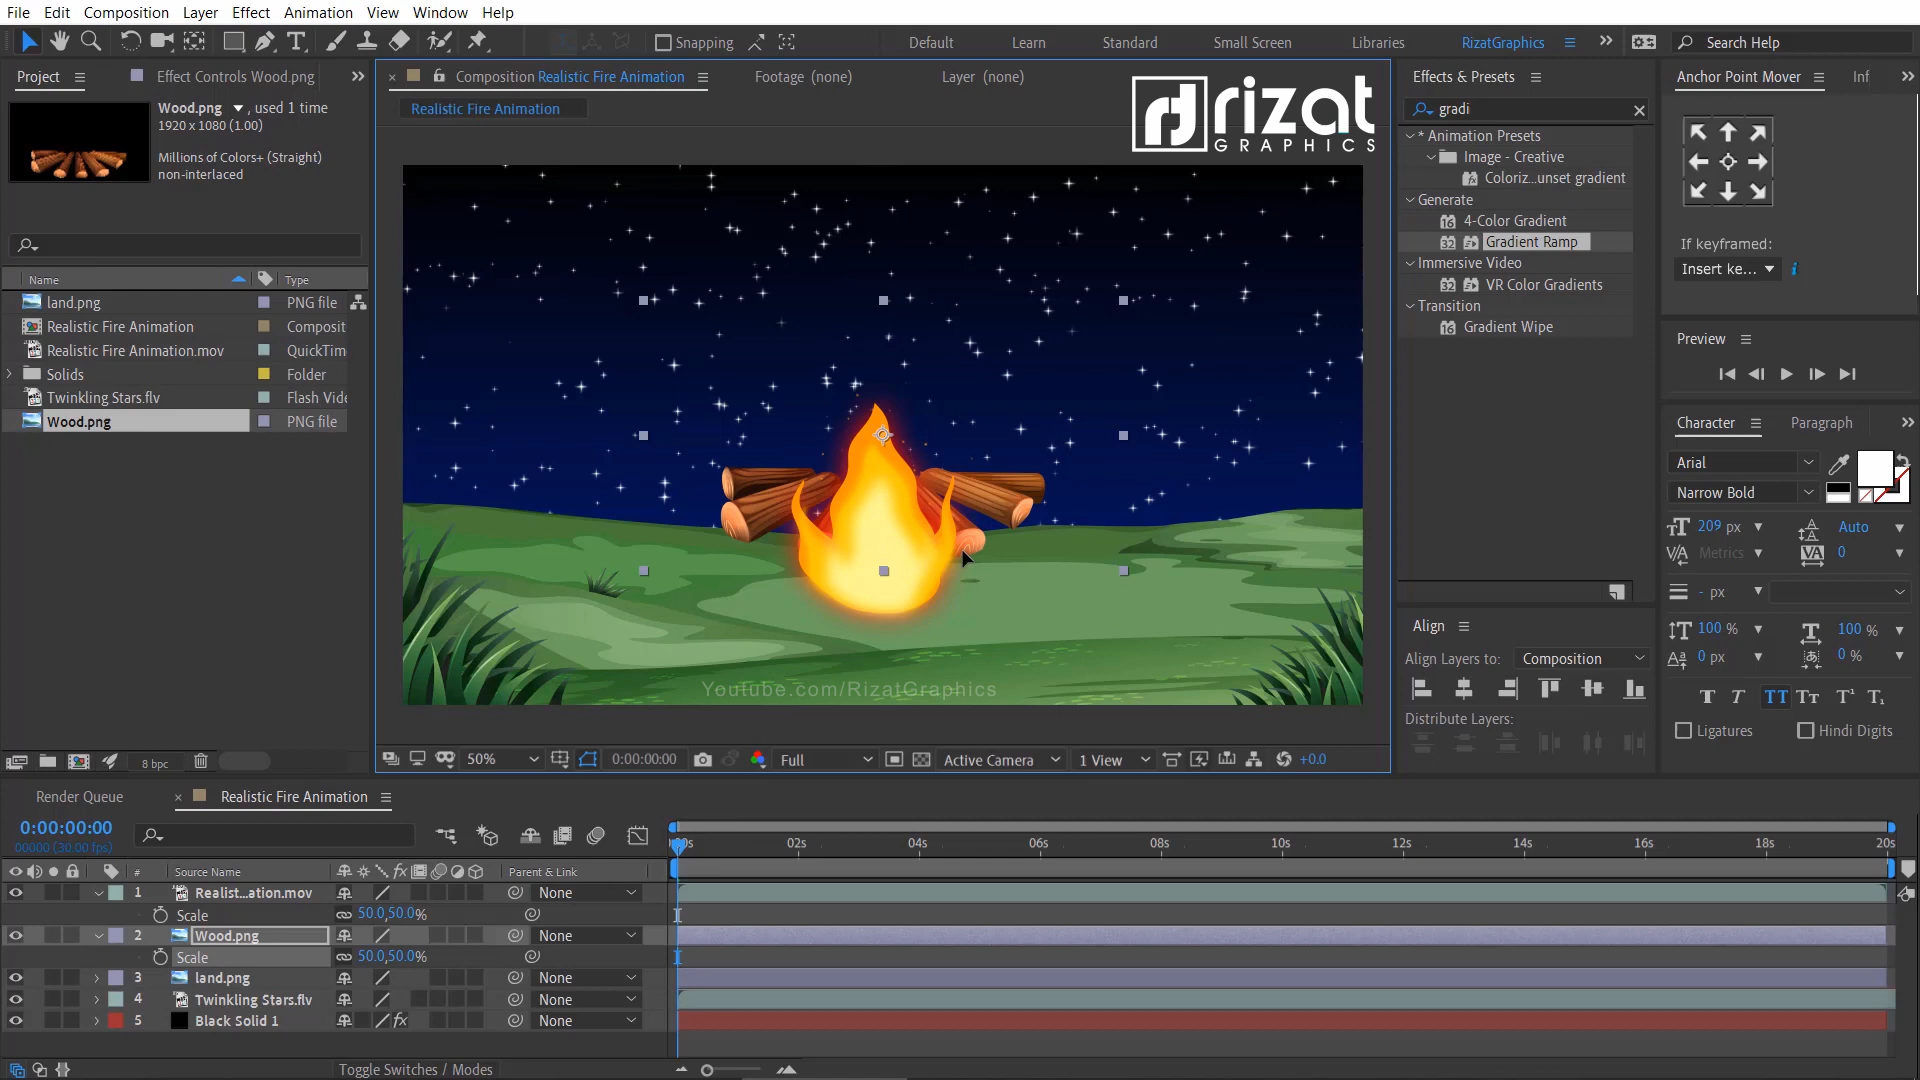 File Edit Composition Layer Effect Animation View Window Help
Snapping
Default Learn Standard Small Screen Libraries RizatGraphics
Search Help
Project
Effect Controls Wood.png
Wood.png , used 1 time
1920 x 1080 (1.00)
Millions of Colors+ (Straight)
non-interlaced
Name Type
land.png PNG file
Realistic Fire Animation Composit
Realistic Fire Animation.mov QuickTim
Solids Folder
Twinkling Stars.flv Flash Vide
Wood.png PNG file
8 bpc
Composition Realistic Fire Animation
Footage (none)
Layer (none)
Realistic Fire Animation
rizat
GRAPHICS
Youtube.com/RizatGraphics
50% 0:00:00:00 Full Active Camera 1 View +0.0
Effects & Presets
gradi
* Animation Presets
Image - Creative
Coloriz...unset gradient
Generate
4-Color Gradient
Gradient Ramp
Immersive Video
VR Color Gradients
Transition
Gradient Wipe
Align
Align Layers to: Composition
Distribute Layers:
Anchor Point Mover Inf
If keyframed:
Insert ke...
Preview
Character Paragraph
Arial
Narrow Bold
209 px Auto
Metrics 0
- px
100 % 100 %
0 px 0 %
Ligatures Hindi Digits
Render Queue
Realistic Fire Animation
0:00:00:00
00000 (30.00 fps)
02s 04s 06s 08s 10s 12s 14s 16s 18s 20s
# Source Name Parent & Link
1 Realist...ation.mov None
Scale 50.0,50.0%
2 Wood.png None
Scale 50.0,50.0%
3 land.png None
4 Twinkling Stars.flv None
5 Black Solid 1 None
Toggle Switches / Modes